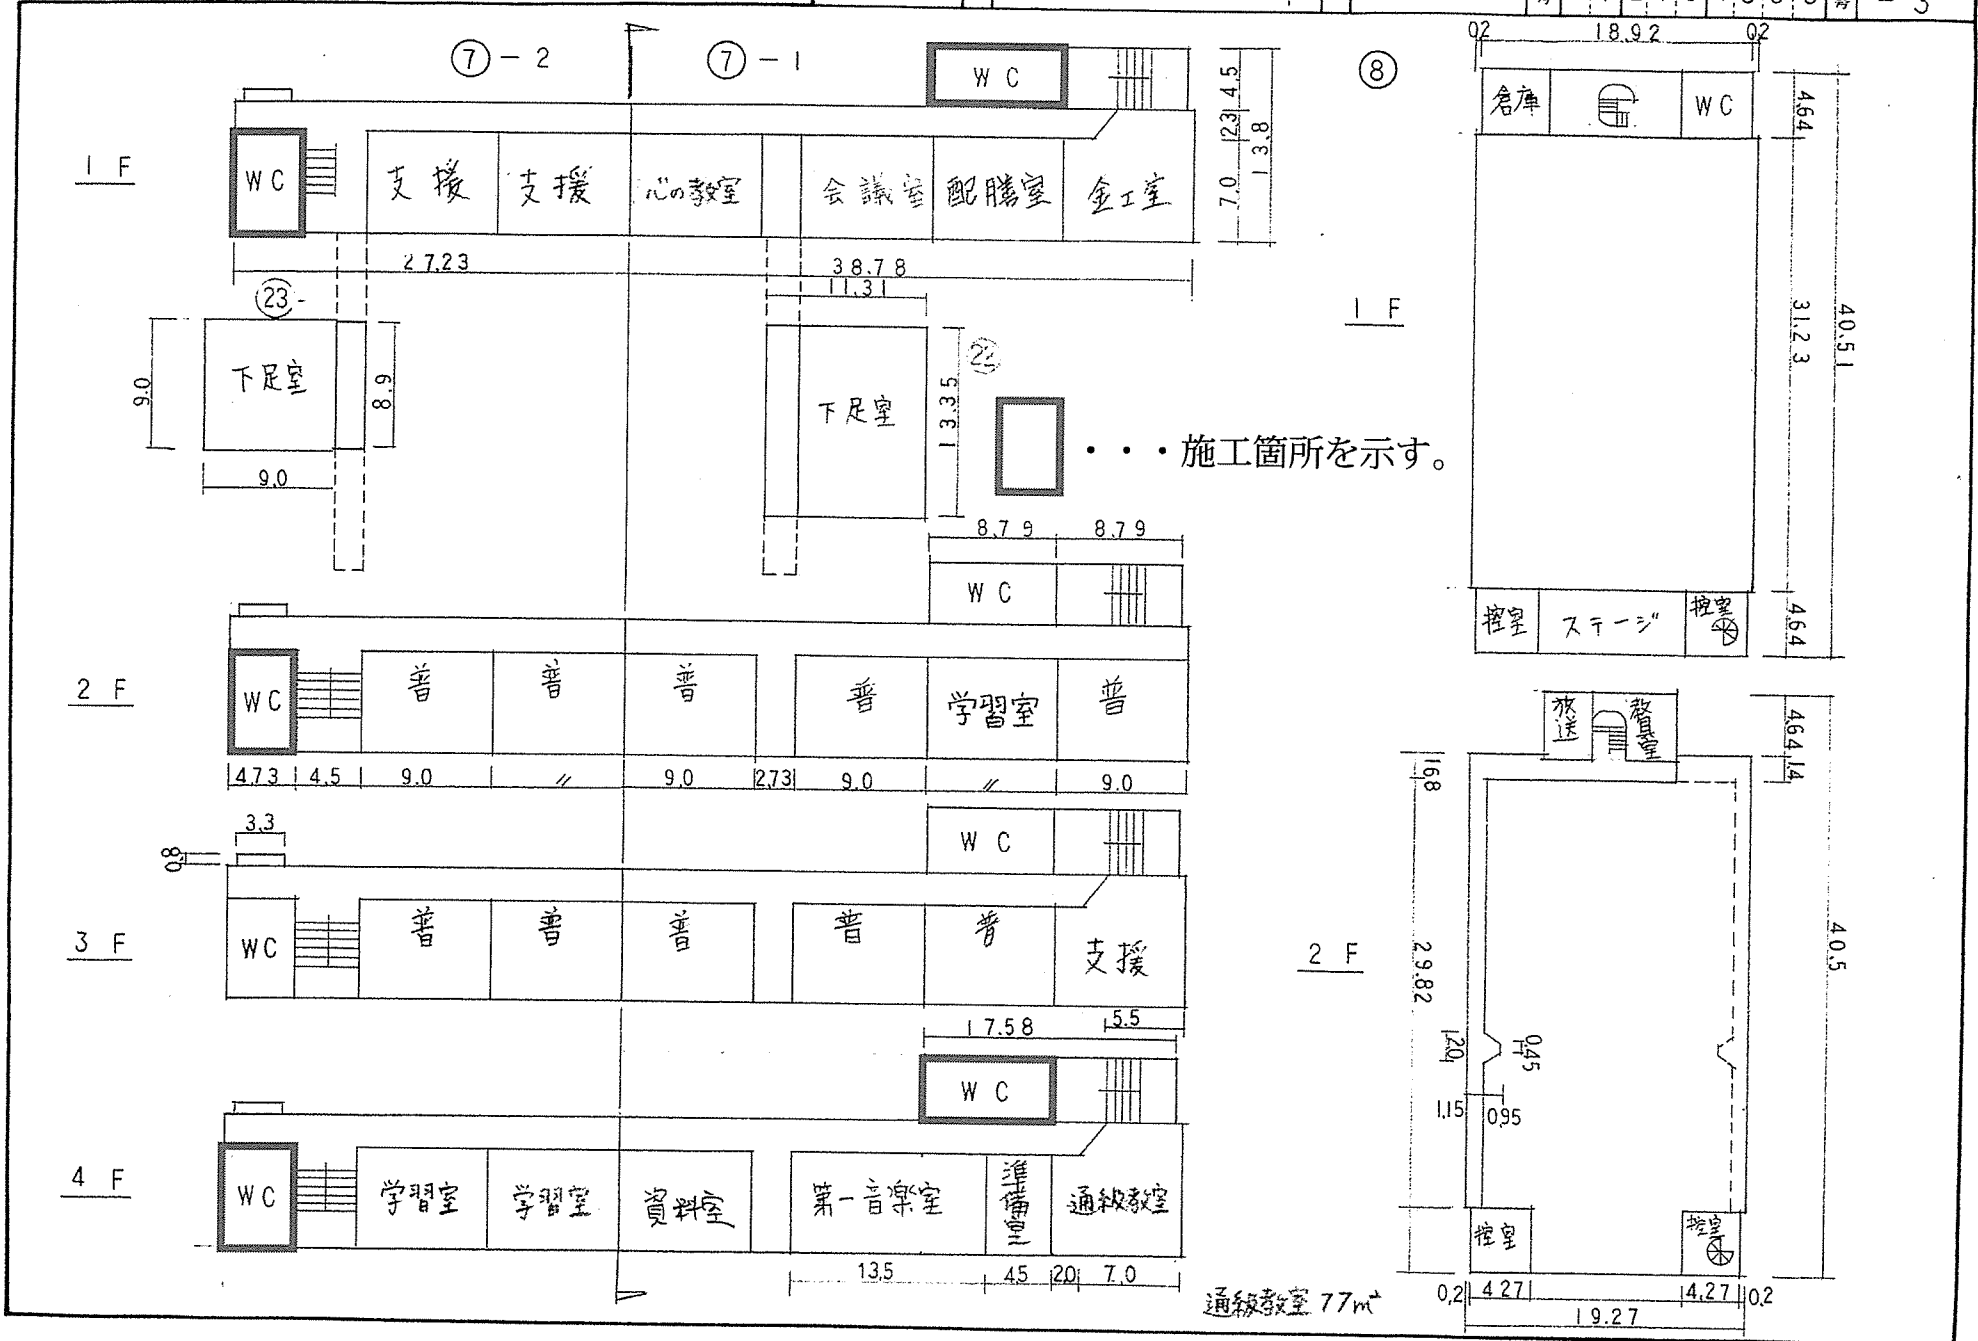 ⑦-2
⑦-1
⑧
1F
WC
WC
支援
支援
心の教室
会議室
配膳室
金工室
4.5
2.3
7.0
13.8
27.23
38.78
㉓
下足室
9.0
8.9
9.0
11.31
下足室
13.35
・・・施工箇所を示す。
2F
8.79
8.79
WC
WC
普
普
普
普
学習室
普
4.73
4.5
9.0
〃
9.0
2.73
9.0
〃
9.0
3F
3.3
0.8
WC
WC
普
普
普
普
普
支援
4F
17.58
5.5
WC
WC
学習室
学習室
資料室
第一音楽室
準備室
通級教室
13.5
4.5
2.0
7.0
通級教室 77㎡
1F
0.2
18.92
0.2
倉庫
WC
4.64
31.23
40.51
控室
ステージ
控室
4.64
2F
放送
器具室
4.64
1.4
1.68
29.82
40.5
1.20
0.45
1.15
0.95
控室
控室
0.2
4.27
4.27
0.2
19.27